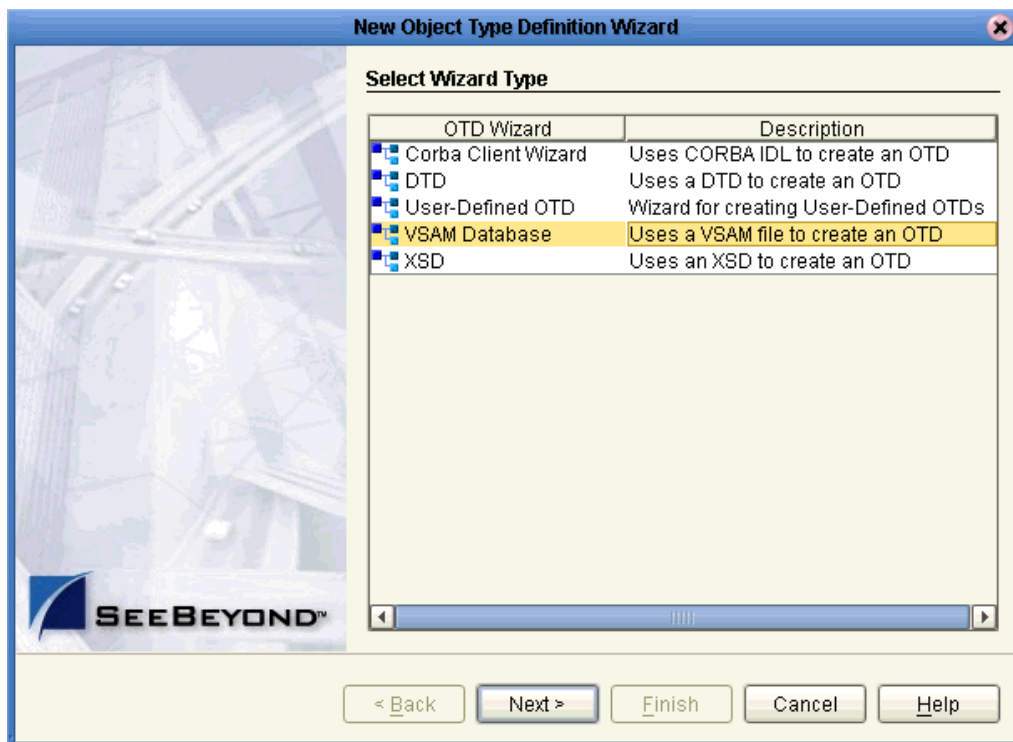 New Object Type Definition Wizard
Select Wizard Type
OTD Wizard Description
Corba Client Wizard Uses CORBA IDL to create an OTD
DTD Uses a DTD to create an OTD
User-Defined OTD Wizard for creating User-Defined OTDs
VSAM Database Uses a VSAM file to create an OTD
XSD Uses an XSD to create an OTD
SEEBEYOND™
< Back Next > Finish Cancel Help